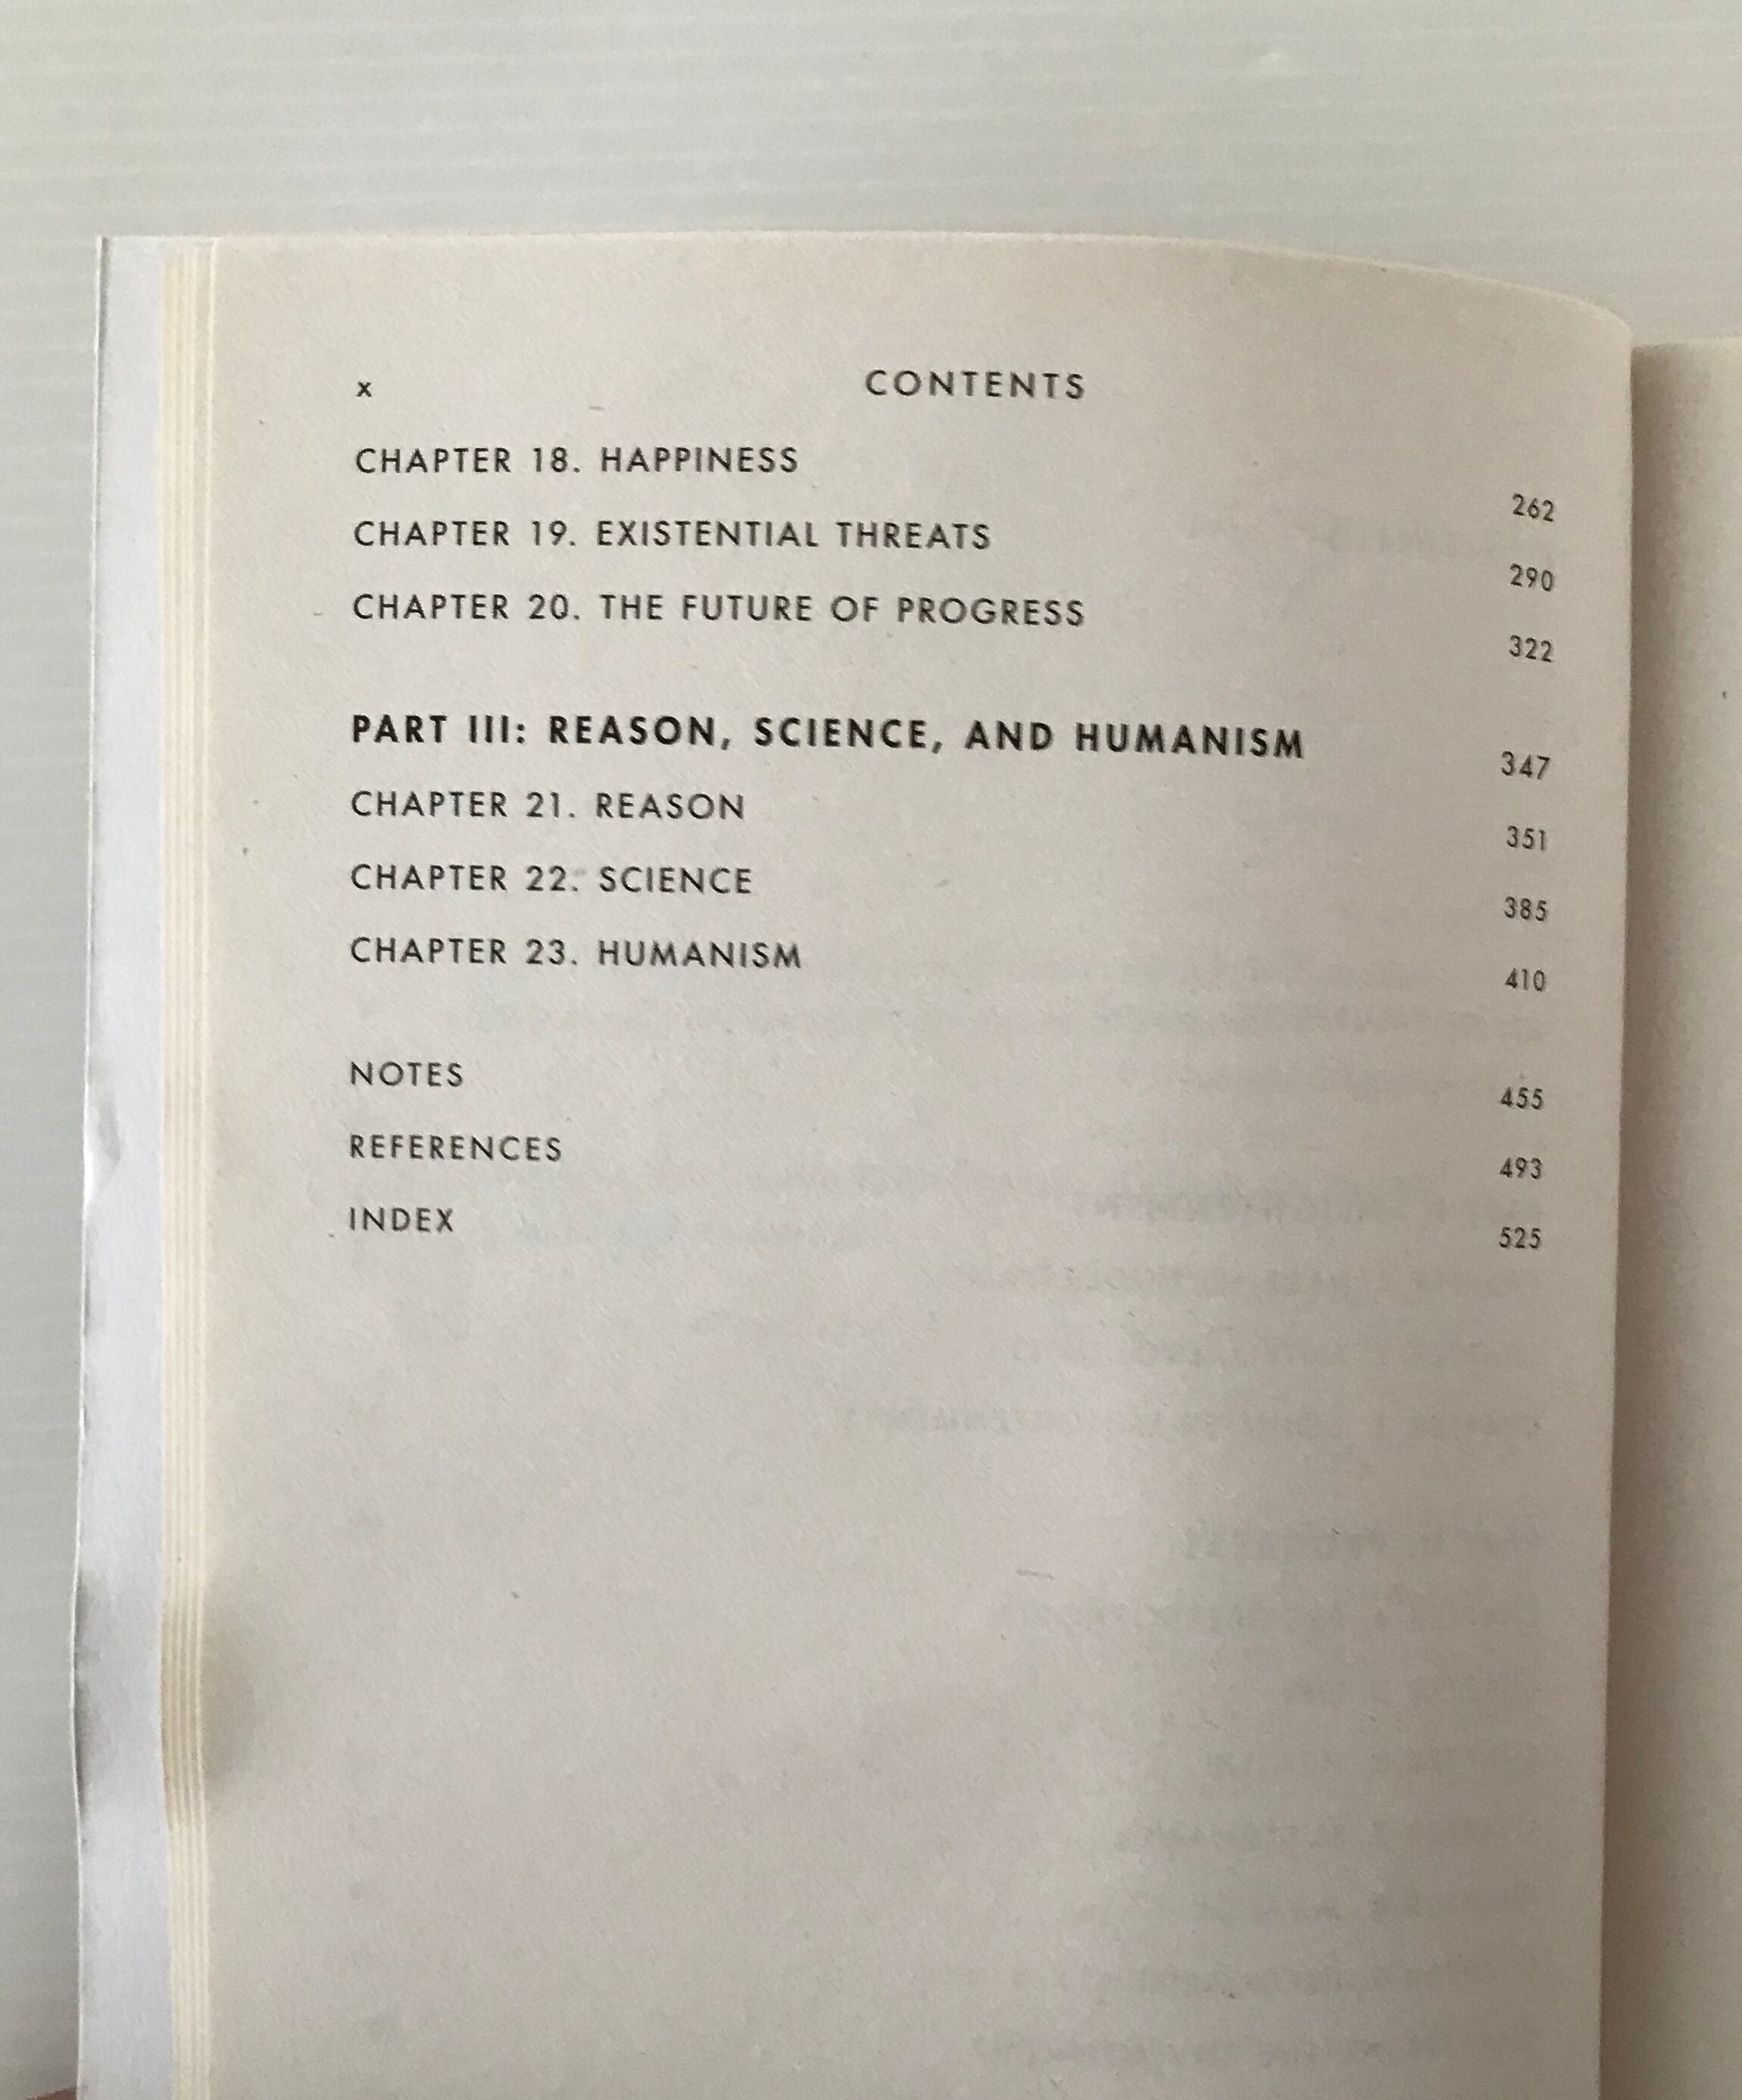 x CONTENTS
CHAPTER 18. HAPPINESS 262
CHAPTER 19. EXISTENTIAL THREATS 290
CHAPTER 20. THE FUTURE OF PROGRESS 322
PART III: REASON, SCIENCE, AND HUMANISM 347
CHAPTER 21. REASON 351
CHAPTER 22. SCIENCE 385
CHAPTER 23. HUMANISM 410
NOTES 455
REFERENCES 493
INDEX 525